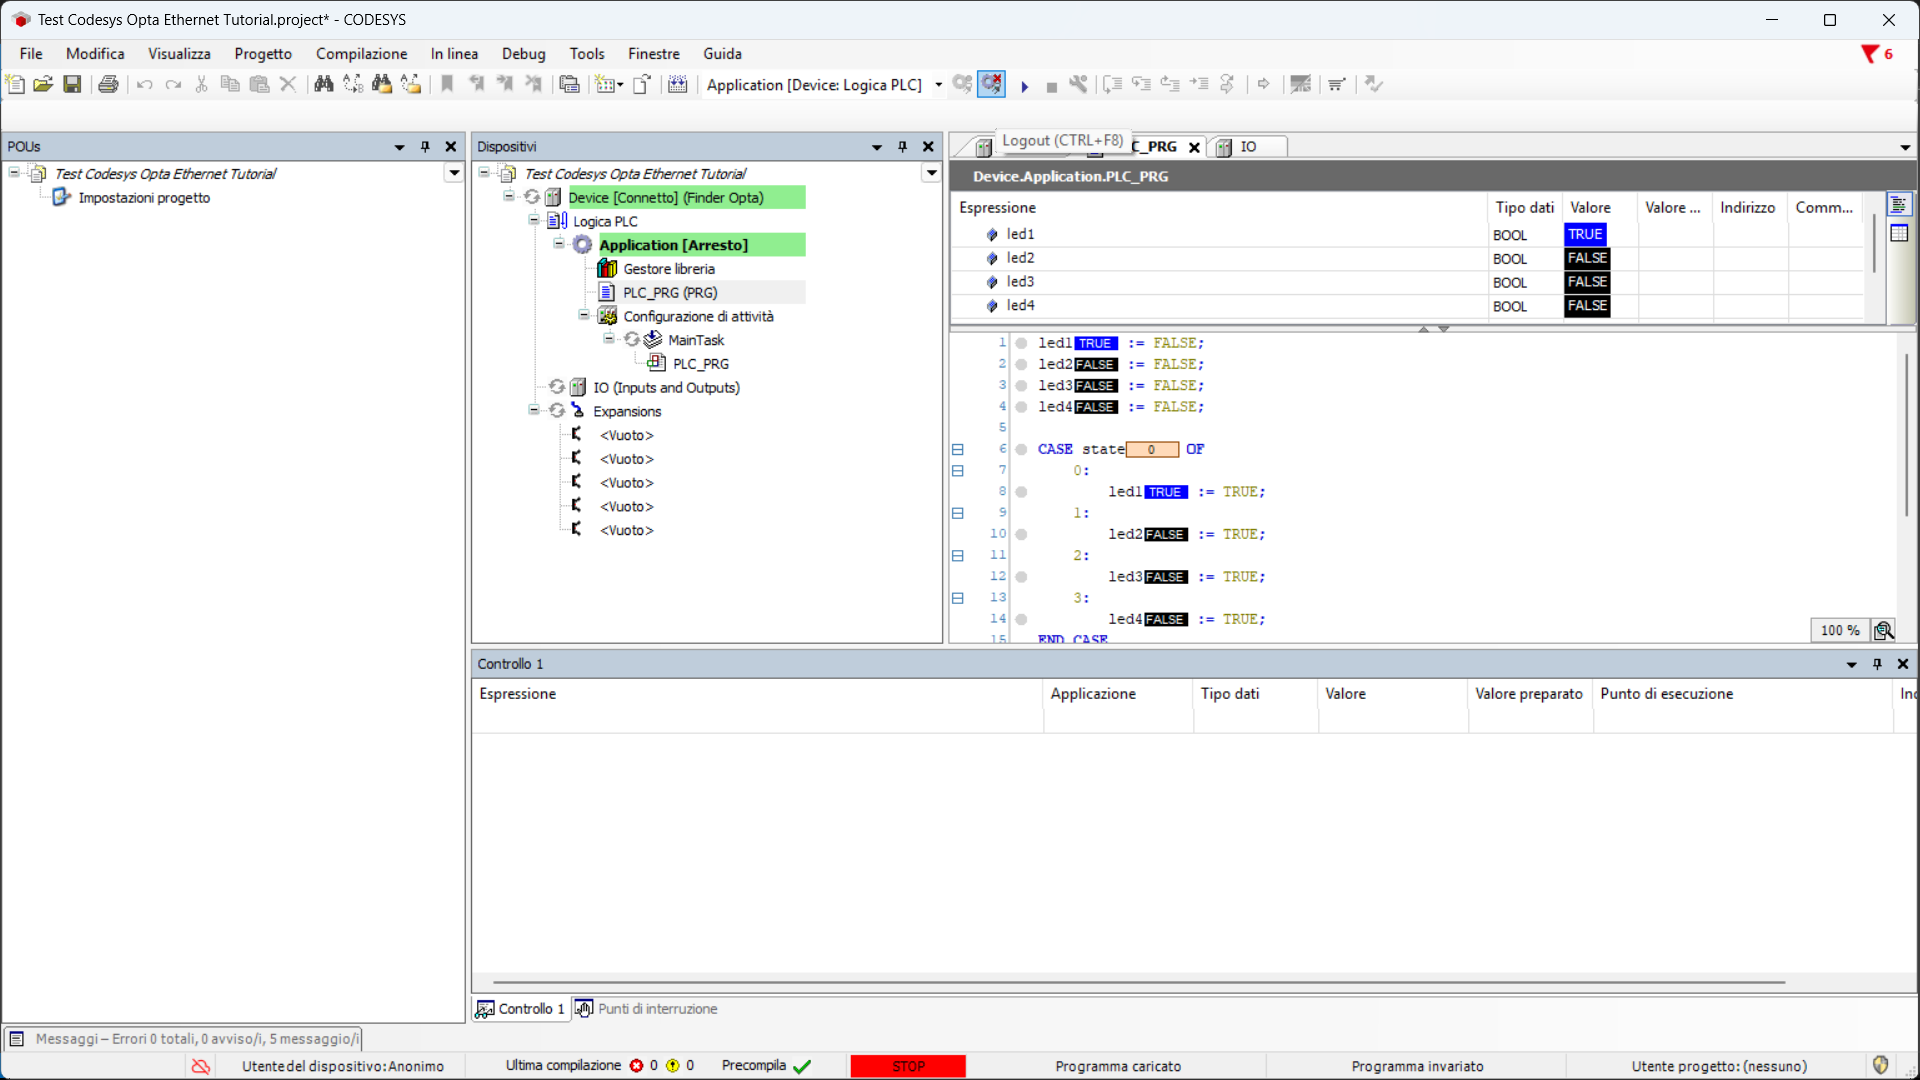 Test Codesys Opta Ethernet Tutorial.project* - CODESYS
File Modifica Visualizza Progetto Compilazione In linea Debug Tools Finestre Guida
6
Application [Device: Logica PLC]
Logout (CTRL+F8)
POUs
Test Codesys Opta Ethernet Tutorial
Impostazioni progetto
Dispositivi
Test Codesys Opta Ethernet Tutorial
Device [Connetto] (Finder Opta)
Logica PLC
Application [Arresto]
Gestore libreria
PLC_PRG (PRG)
Configurazione di attività
MainTask
PLC_PRG
IO (Inputs and Outputs)
Expansions
<Vuoto>
<Vuoto>
<Vuoto>
<Vuoto>
<Vuoto>
C_PRG IO
Device.Application.PLC_PRG
Espressione Tipo dati Valore Valore ... Indirizzo Comm...
led1 BOOL TRUE
led2 BOOL FALSE
led3 BOOL FALSE
led4 BOOL FALSE
1 led1 TRUE := FALSE;
2 led2 FALSE := FALSE;
3 led3 FALSE := FALSE;
4 led4 FALSE := FALSE;
5
6 CASE state 0 OF
7 0:
8 led1 TRUE := TRUE;
9 1:
10 led2 FALSE := TRUE;
11 2:
12 led3 FALSE := TRUE;
13 3:
14 led4 FALSE := TRUE;
15 END_CASE
100 %
Controllo 1
Espressione Applicazione Tipo dati Valore Valore preparato Punto di esecuzione Ind
Controllo 1 Punti di interruzione
Messaggi – Errori 0 totali, 0 avviso/i, 5 messaggio/i
Utente del dispositivo: Anonimo Ultima compilazione 0 0 Precompila STOP Programma caricato Programma invariato Utente progetto: (nessuno)